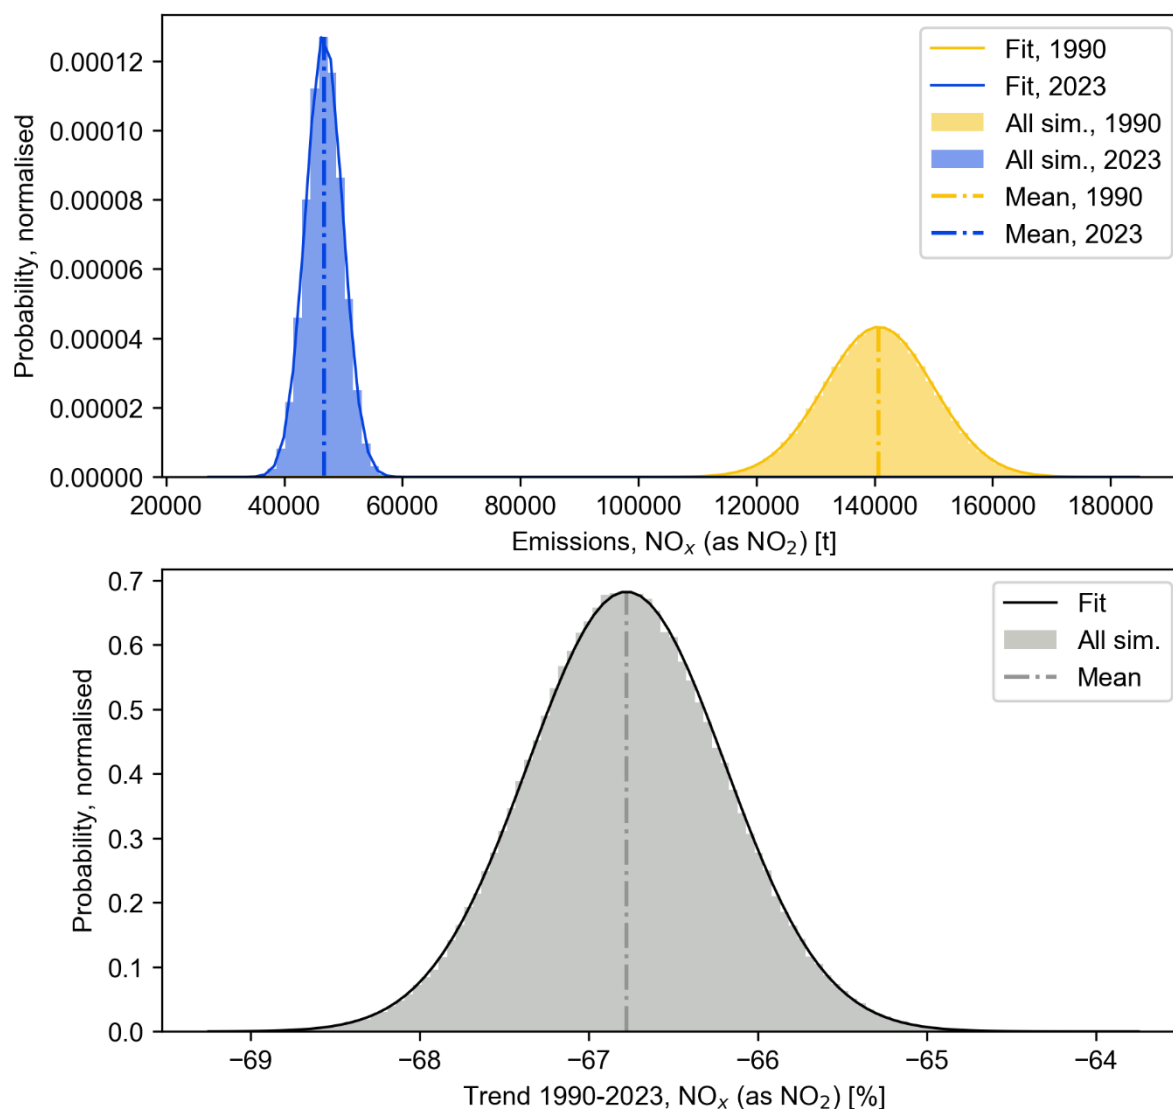 Probability, normalised
0.00012
0.00010
0.00008
0.00006
0.00004
0.00002
0.00000
Fit, 1990
Fit, 2023
All sim., 1990
All sim., 2023
Mean, 1990
Mean, 2023
20000 40000 60000 80000 100000 120000 140000 160000 180000
Emissions, NOₓ (as NO₂) [t]
Probability, normalised
0.7
0.6
0.5
0.4
0.3
0.2
0.1
0.0
Fit
All sim.
Mean
−69 −68 −67 −66 −65 −64
Trend 1990-2023, NOₓ (as NO₂) [%]